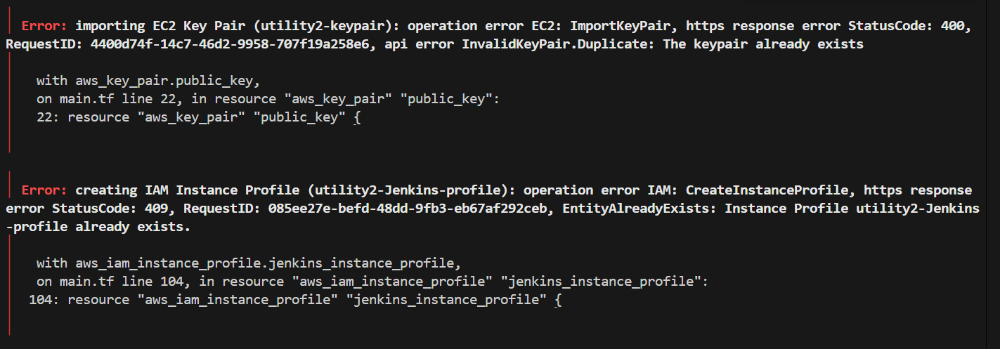 Error: importing EC2 Key Pair (utility2-keypair): operation error EC2: ImportKeyPair, https response error StatusCode: 400,
RequestID: 4400d74f-14c7-46d2-9958-707f19a258e6, api error InvalidKeyPair.Duplicate: The keypair already exists
with aws_key_pair.public_key,
on main.tf line 22, in resource "aws_key_pair" "public_key":
22: resource "aws_key_pair" "public_key" {
Error: creating IAM Instance Profile (utility2-Jenkins-profile): operation error IAM: CreateInstanceProfile, https response
error StatusCode: 409, RequestID: 085ee27e-befd-48dd-9fb3-eb67af292ceb, EntityAlreadyExists: Instance Profile utility2-Jenkins
-profile already exists.
with aws_iam_instance_profile.jenkins_instance_profile,
on main.tf line 104, in resource "aws_iam_instance_profile" "jenkins_instance_profile":
104: resource "aws_iam_instance_profile" "jenkins_instance_profile" {